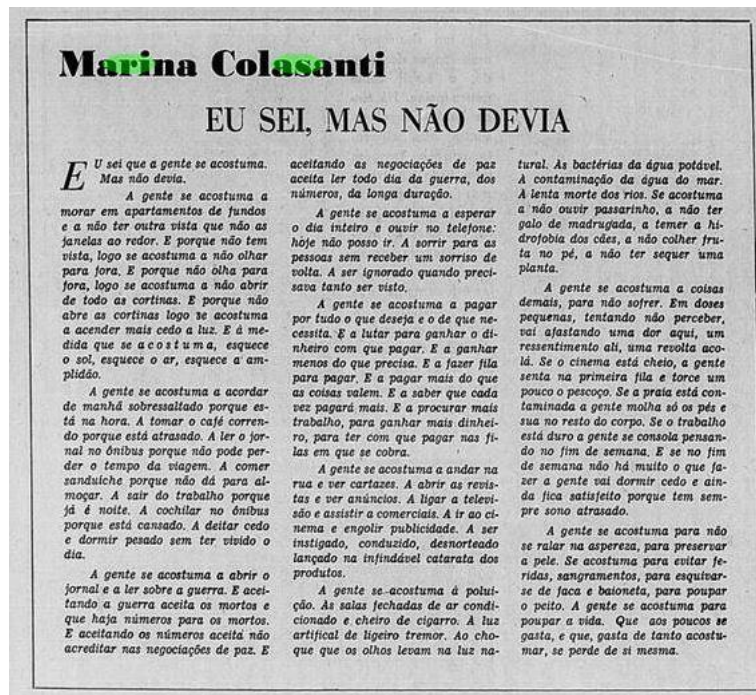 Marina Colasanti
EU SEI, MAS NÃO DEVIA
EU sei que a gente se acostuma.
Mas não devia.
A gente se acostuma a
morar em apartamentos de fundos
e a não ter outra vista que não as
janelas ao redor. E porque não tem
vista, logo se acostuma a não olhar
para fora. E porque não olha para
fora, logo se acostuma a não abrir
de todo as cortinas. E porque não
abre as cortinas logo se acostuma
a acender mais cedo a luz. E à me-
dida que se acostuma, esquece
o sol, esquece o ar, esquece a am-
plidão.
A gente se acostuma a acordar
de manhã sobressaltado porque es-
tá na hora. A tomar o café corren-
do porque está atrasado. A ler o jor-
nal no ônibus porque não pode per-
der o tempo da viagem. A comer
sanduíche porque não dá para al-
moçar. A sair do trabalho porque
já é noite. A cochilar no ônibus
porque está cansado. A deitar cedo
e dormir pesado sem ter vivido o
dia.
A gente se acostuma a abrir o
jornal e a ler sobre a guerra. E acei-
tando a guerra aceita os mortos e
que haja números para os mortos.
E aceitando os números aceita não
acreditar nas negociações de paz. E
aceitando as negociações de paz
aceita ler todo dia da guerra, dos
números, da longa duração.
A gente se acostuma a esperar
o dia inteiro e ouvir no telefone:
hoje não posso ir. A sorrir para as
pessoas sem receber um sorriso de
volta. A ser ignorado quando preci-
sava tanto ser visto.
A gente se acostuma a pagar
por tudo o que deseja e o de que ne-
cessita. E a lutar para ganhar o di-
nheiro com que pagar. E a ganhar
menos do que precisa. E a fazer fila
para pagar. E a pagar mais do que
as coisas valem. E a saber que cada
vez pagará mais. E a procurar mais
trabalho, para ganhar mais dinhei-
ro, para ter com que pagar nas fi-
las em que se cobra.
A gente se acostuma a andar na
rua e ver cartazes. A abrir as revis-
tas e ver anúncios. A ligar a televi-
são e assistir a comerciais. A ir ao ci-
nema e engolir publicidade. A ser
instigado, conduzido, desnorteado
lançado na infindável catarata dos
produtos.
A gente se acostuma à polui-
ção. Às salas fechadas de ar condi-
cionado e cheiro de cigarro. A luz
artifical de ligeiro tremor. Ao cho-
que que os olhos levam na luz na-
tural. As bactérias da água potável.
A contaminação da água do mar.
A lenta morte dos rios. Se acostuma
a não ouvir passarinho, a não ter
galo de madrugada, a temer a hi-
drofobia dos cães, a não colher fru-
ta no pé, a não ter sequer uma
planta.
A gente se acostuma a coisas
demais, para não sofrer. Em doses
pequenas, tentando não perceber,
vai afastando uma dor aqui, um
ressentimento ali, uma revolta aco-
lá. Se o cinema está cheio, a gente
senta na primeira fila e torce um
pouco o pescoço. Se a praia está con-
taminada a gente molha só os pés e
sua no resto do corpo. Se o trabalho
está duro a gente se consola pensan-
do no fim de semana. E se no fim
de semana não há muito o que fa-
zer a gente vai dormir cedo e ain-
da fica satisfeito porque tem sem-
pre sono atrasado.
A gente se acostuma para não
se ralar na aspereza, para preservar
a pele. Se acostuma para evitar fe-
ridas, sangramentos, para esquivar-
se de faca e baioneta, para poupar
o peito. A gente se acostuma para
poupar a vida. Que aos poucos se
gasta, e que, gasta de tanto acostu-
mar, se perde de si mesma.